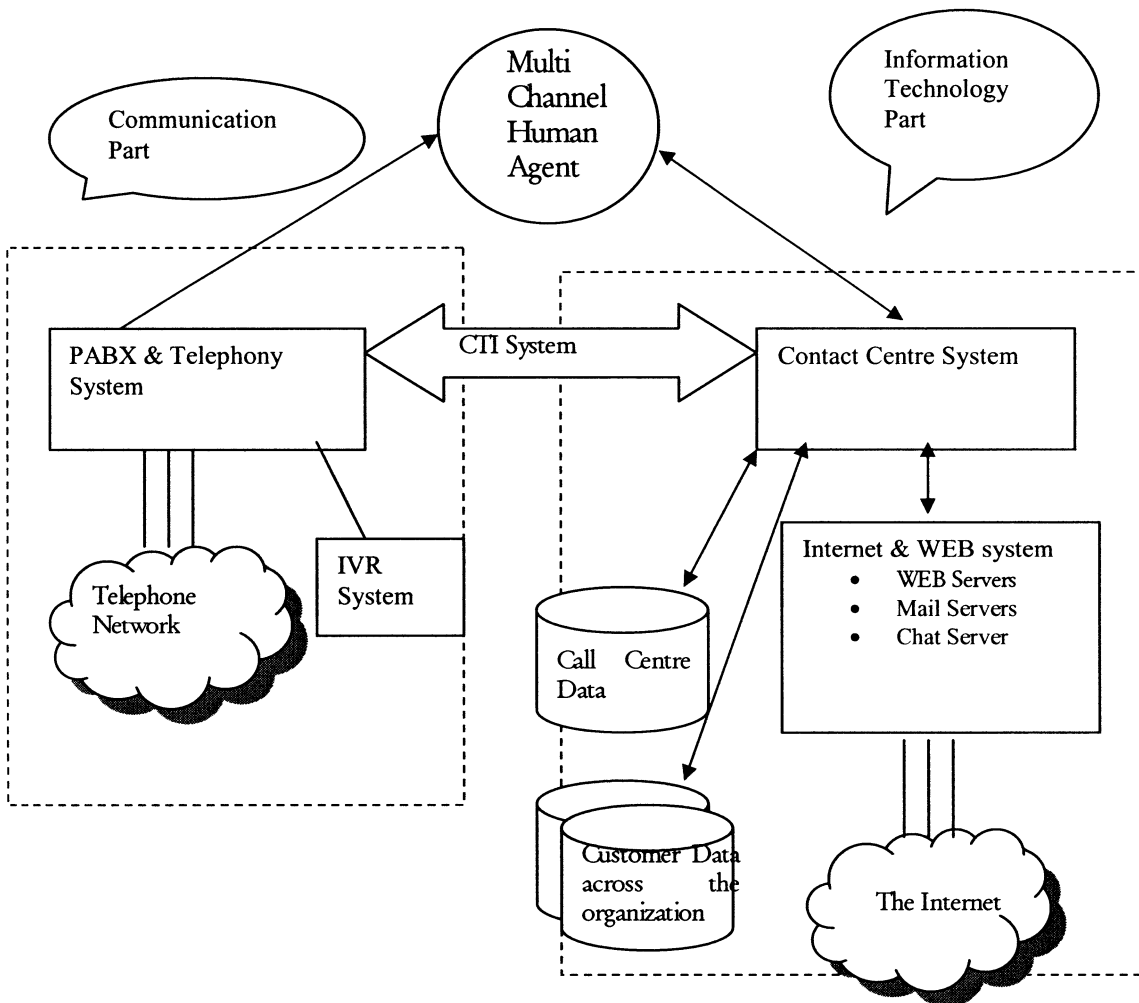 Multi
Channel
Human
Agent
Information
Technology
Part
Communication
Part
PABX & Telephony
System
CTI System
Contact Centre System
IVR
System
Telephone
Network
Internet & WEB system
• WEB Servers
• Mail Servers
• Chat Server
Call Centre
Data
Customer Data
across the
organization
The Internet